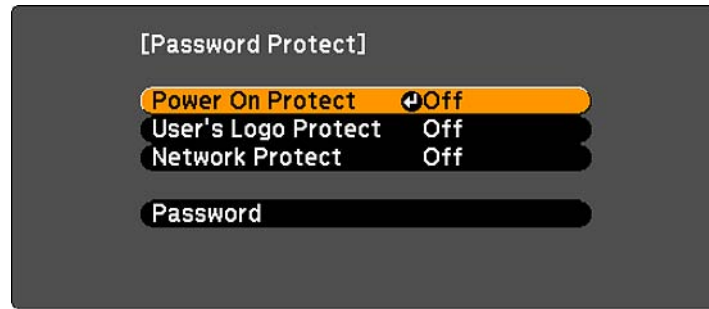 [Password Protect]
Power On Protect Off
User's Logo Protect Off
Network Protect Off
Password